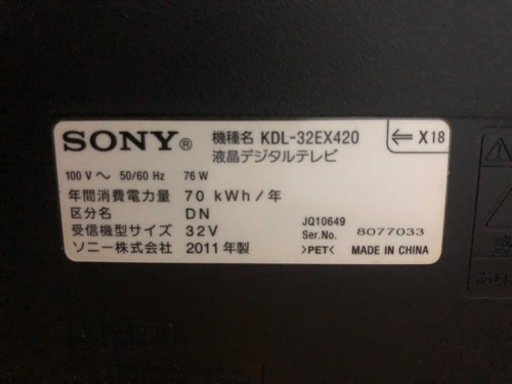 SONY® 機種名 KDL-32EX420
液晶デジタルテレビ
⇐ X18
100 V ～ 50/60 Hz 76 W
年間消費電力量 70 kWh/年
区分名 DN
受信機型サイズ 32V
ソニー株式会社 2011年製
JQ10649
Ser.No. 8077033
>PET< MADE IN CHINA